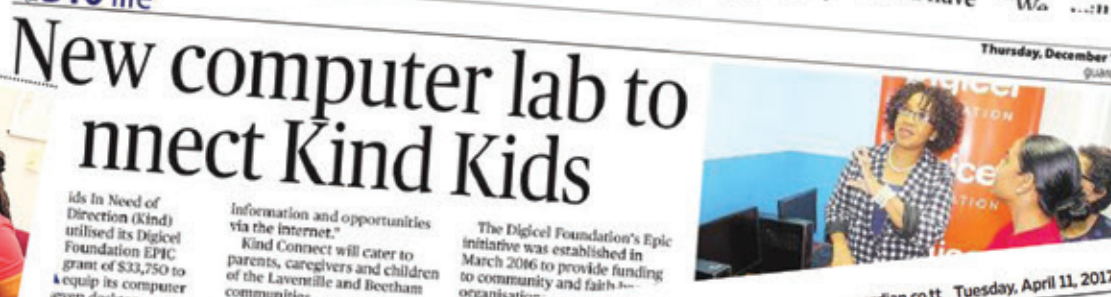 life
Thursday, December
New computer lab to
nnect Kind Kids
ids In Need of
Direction (Kind)
utilised its Digicel
Foundation EPIC
grant of $33,750 to
equip its computer
information and opportunities
via the internet."
Kind Connect will cater to
parents, caregivers and children
of the Laventille and Beetham
communities
The Digicel Foundation's Epic
initiative was established in
March 2016 to provide funding
to community and faith
Tuesday, April 11, 2017